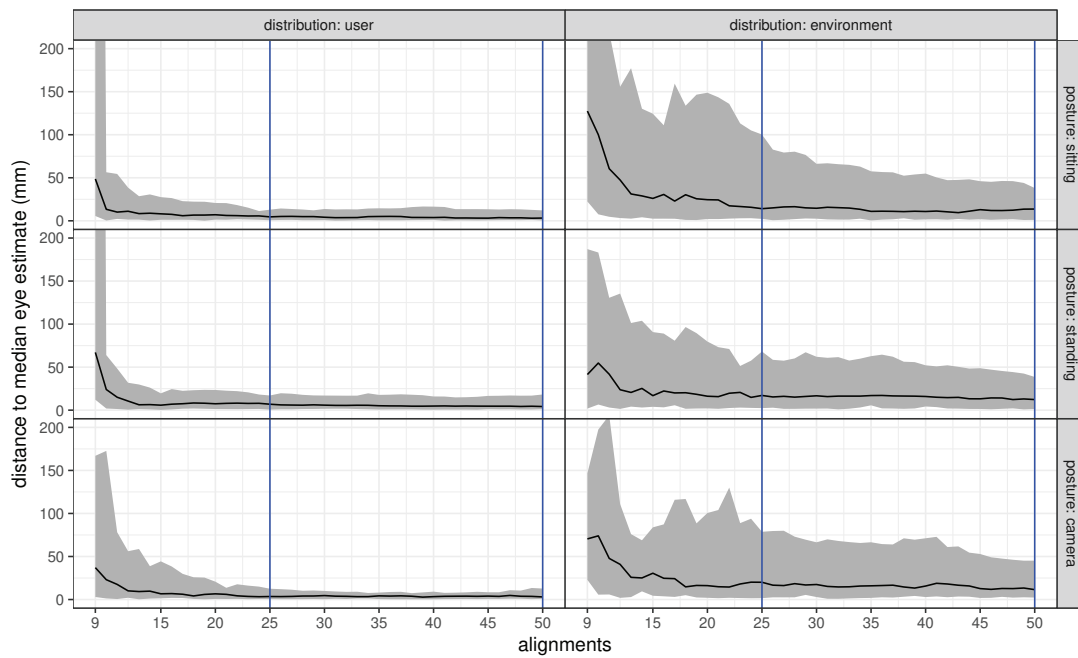 distribution: user
distribution: environment
200
150
100
50
0
posture: sitting
200
150
100
50
0
posture: standing
200
150
100
50
0
posture: camera
distance to median eye estimate (mm)
9 15 20 25 30 35 40 45 50
9 15 20 25 30 35 40 45 50
alignments